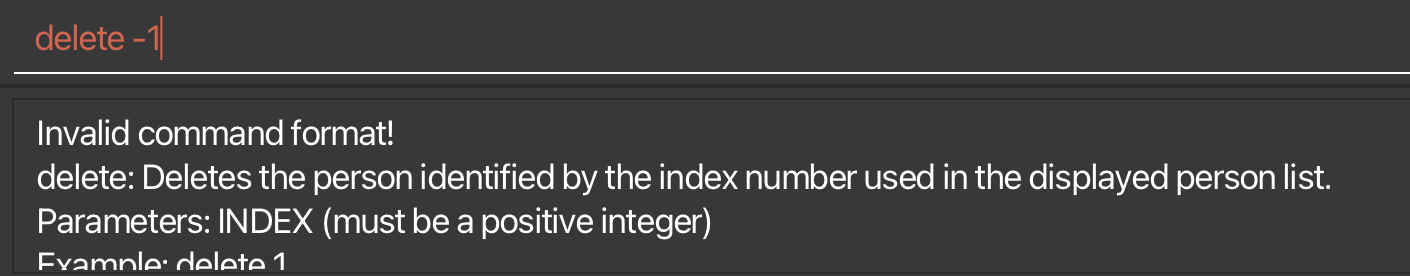 delete -1
Invalid command format!
delete: Deletes the person identified by the index number used in the displayed person list.
Parameters: INDEX (must be a positive integer)
Example: delete 1